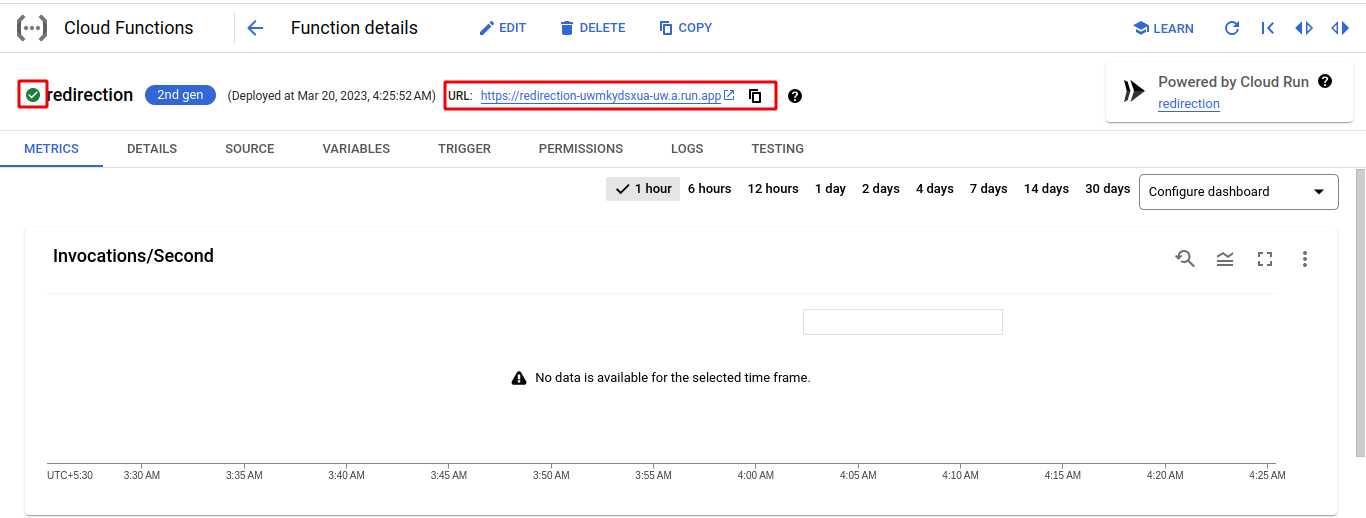 Cloud Functions Function details EDIT DELETE COPY LEARN
redirection 2nd gen (Deployed at Mar 20, 2023, 4:25:52 AM) URL: https://redirection-uwmkydsxua-uw.a.run.app
Powered by Cloud Run
redirection
METRICS DETAILS SOURCE VARIABLES TRIGGER PERMISSIONS LOGS TESTING
1 hour 6 hours 12 hours 1 day 2 days 4 days 7 days 14 days 30 days Configure dashboard
Invocations/Second
No data is available for the selected time frame.
UTC+5:30 3:30 AM 3:35 AM 3:40 AM 3:45 AM 3:50 AM 3:55 AM 4:00 AM 4:05 AM 4:10 AM 4:15 AM 4:20 AM 4:25 AM